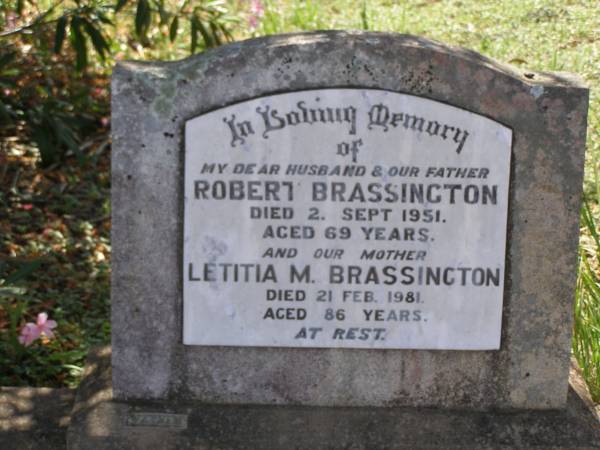 In Loving Memory
of
MY DEAR HUSBAND & OUR FATHER
ROBERT BRASSINGTON
DIED 2. SEPT 1951.
AGED 69 YEARS.
AND OUR MOTHER
LETITIA M. BRASSINGTON
DIED 21 FEB. 1981.
AGED 86 YEARS.
AT REST.